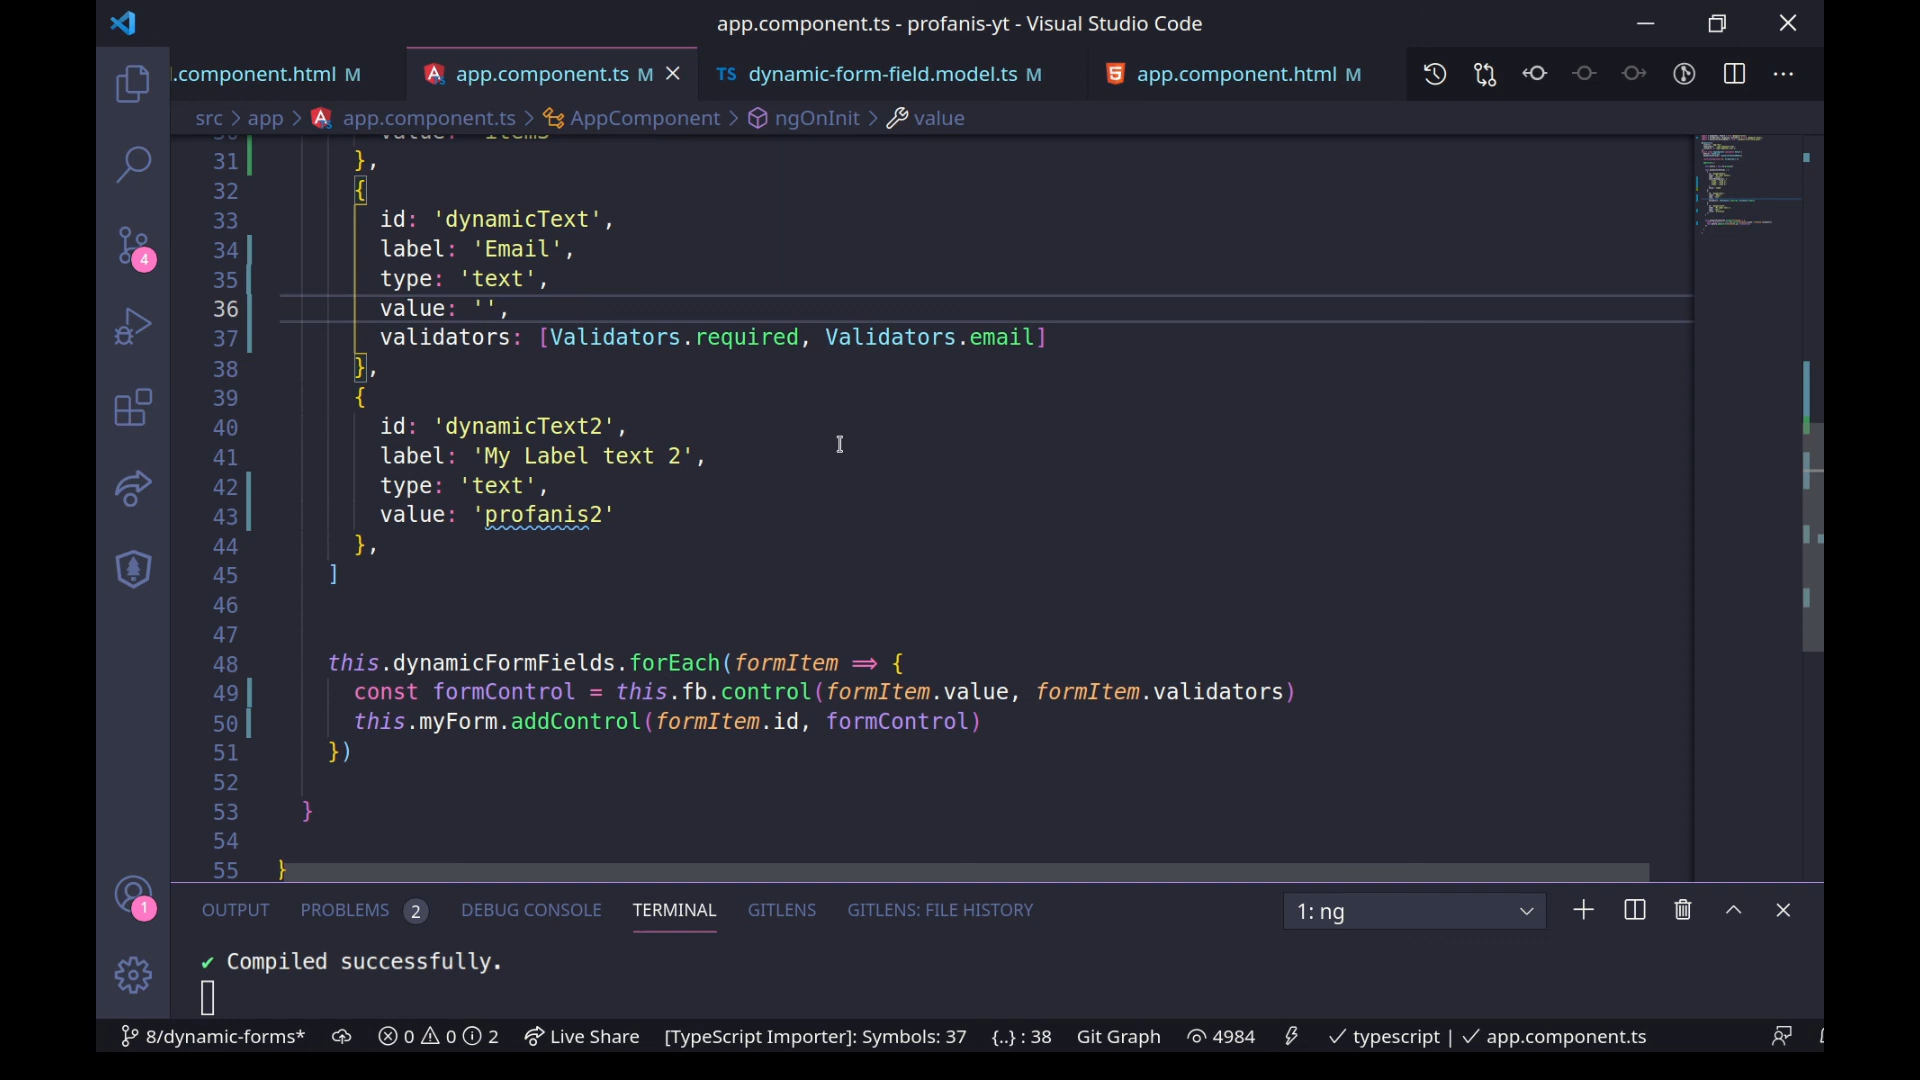 app.component.ts - profanis-yt - Visual Studio Code
l.component.html M
app.component.ts M
TS dynamic-form-field.model.ts M
app.component.html M
src > app > app.component.ts > AppComponent > ngOnInit > value
31 },
32 {
33 id: 'dynamicText',
34 label: 'Email',
35 type: 'text',
36 value: '',
37 validators: [Validators.required, Validators.email]
38 },
39 {
40 id: 'dynamicText2',
41 label: 'My Label text 2',
42 type: 'text',
43 value: 'profanis2'
44 },
45 ]
46
47
48 this.dynamicFormFields.forEach(formItem => {
49 const formControl = this.fb.control(formItem.value, formItem.validators)
50 this.myForm.addControl(formItem.id, formControl)
51 })
52
53 }
54
55 }
4
1
OUTPUT PROBLEMS 2 DEBUG CONSOLE TERMINAL GITLENS GITLENS: FILE HISTORY 1: ng
✔ Compiled successfully.
8/dynamic-forms* 0 0 2 Live Share [TypeScript Importer]: Symbols: 37 {..} : 38 Git Graph 4984 ✓ typescript | ✓ app.component.ts